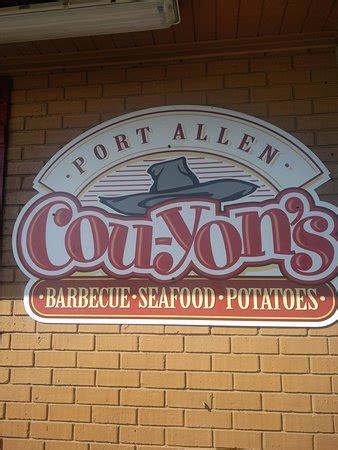 · PORT ALLEN ·
Cou-yon's
· BARBECUE · SEAFOOD · POTATOES ·